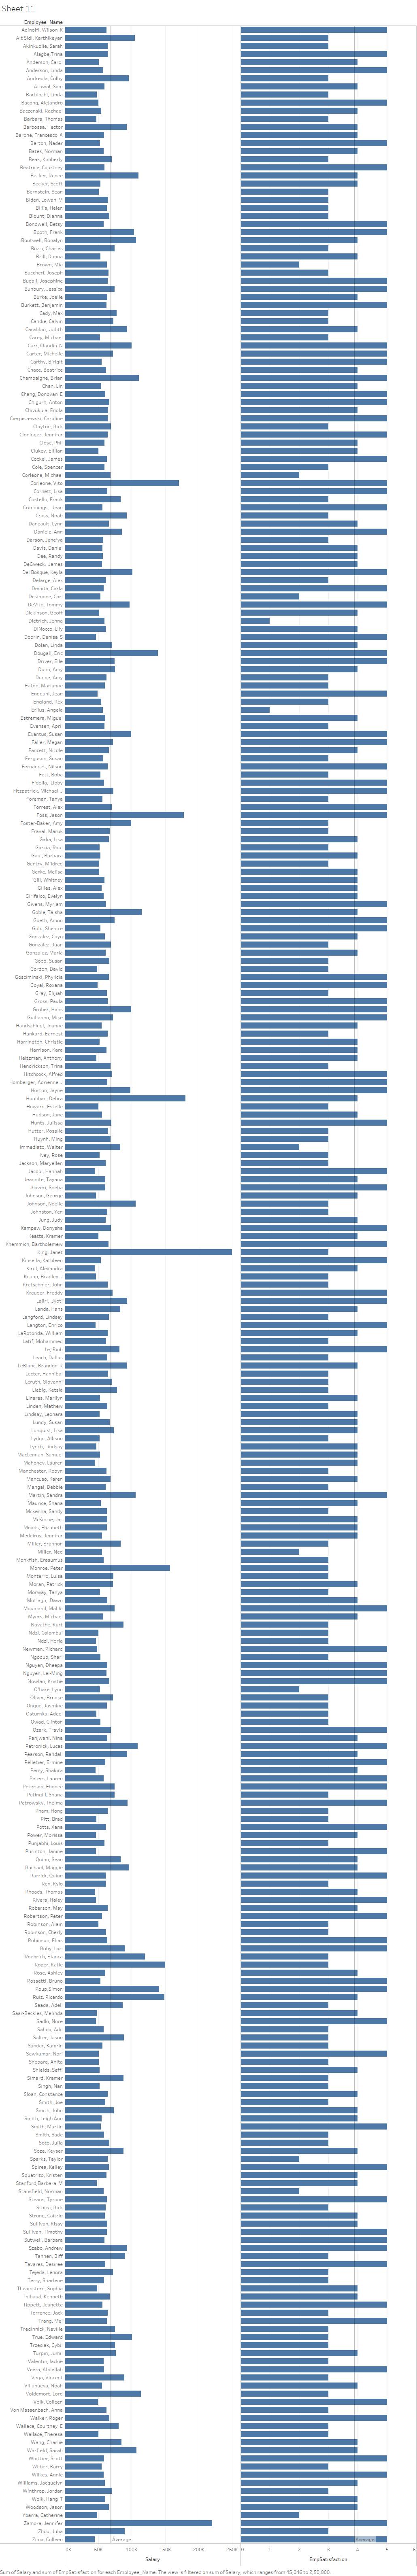 Sheet 11
Employee_Name
Adinolfi, Wilson K
Ait Sidi, Karthikeyan
Akinkuolie, Sarah
Alagbe,Trina
Anderson, Carol
Anderson, Linda
Andreola, Colby
Athwal, Sam
Bachiochi, Linda
Bacong, Alejandro
Baczenski, Rachael
Barbara, Thomas
Barbossa, Hector
Barone, Francesco A
Barton, Nader
Bates, Norman
Beak, Kimberly
Beatrice, Courtney
Becker, Renee
Becker, Scott
Bernstein, Sean
Biden, Lowan M
Billis, Helen
Blount, Dianna
Bondwell, Betsy
Booth, Frank
Boutwell, Bonalyn
Bozzi, Charles
Brill, Donna
Brown, Mia
Buccheri, Joseph
Bugali, Josephine
Bunbury, Jessica
Burke, Joelle
Burkett, Benjamin
Cady, Max
Candie, Calvin
Carabbio, Judith
Carey, Michael
Carr, Claudia N
Carter, Michelle
Carthy, B'rigit
Chace, Beatrice
Champaigne, Brian
Chan, Lin
Chang, Donovan E
Chigurh, Anton
Chivukula, Enola
Cierpiszewski, Caroline
Clayton, Rick
Cloninger, Jennifer
Close, Phil
Clukey, Elijian
Cockel, James
Cole, Spencer
Corleone, Michael
Corleone, Vito
Cornett, Lisa
Costello, Frank
Crimmings, Jean
Cross, Noah
Daneault, Lynn
Daniele, Ann
Darson, Jene'ya
Davis, Daniel
Dee, Randy
DeGweck, James
Del Bosque, Keyla
Delarge, Alex
Demita, Carla
Desimone, Carl
DeVito, Tommy
Dickinson, Geoff
Dietrich, Jenna
DiNocco, Lily
Dobrin, Denisa S
Dolan, Linda
Dougall, Eric
Driver, Elle
Dunn, Amy
Dunne, Amy
Eaton, Marianne
Engdahl, Jean
England, Rex
Erilus, Angela
Estremera, Miguel
Evensen, April
Exantus, Susan
Faller, Megan
Fancett, Nicole
Ferguson, Susan
Fernandes, Nilson
Fett, Boba
Fidelia, Libby
Fitzpatrick, Michael J
Foreman, Tanya
Forrest, Alex
Foss, Jason
Foster-Baker, Amy
Fraval, Maruk
Galia, Lisa
Garcia, Raul
Gaul, Barbara
Gentry, Mildred
Gerke, Melisa
Gill, Whitney
Gilles, Alex
Girifalco, Evelyn
Givens, Myriam
Goble, Taisha
Goeth, Amon
Gold, Shenice
Gonzalez, Cayo
Gonzalez, Juan
Gonzalez, Maria
Good, Susan
Gordon, David
Gosciminski, Phylicia
Goyal, Roxana
Gray, Elijiah
Gross, Paula
Gruber, Hans
Guilianno, Mike
Handschiegl, Joanne
Hankard, Earnest
Harrington, Christie
Harrison, Kara
Heitzman, Anthony
Hendrickson, Trina
Hitchcock, Alfred
Homberger, Adrienne J
Horton, Jayne
Houlihan, Debra
Howard, Estelle
Hudson, Jane
Hunts, Julissa
Hutter, Rosalie
Huynh, Ming
Immediato, Walter
Ivey, Rose
Jackson, Maryellen
Jacobi, Hannah
Jeannite, Tayana
Jhaveri, Sneha
Johnson, George
Johnson, Noelle
Johnston, Yen
Jung, Judy
Kampew, Donysha
Keatts, Kramer
Khemmich, Bartholemew
King, Janet
Kinsella, Kathleen
Kirill, Alexandra
Knapp, Bradley J
Kretschmer, John
Kreuger, Freddy
Lajiri, Jyoti
Landa, Hans
Langford, Lindsey
Langton, Enrico
LaRotonda, William
Latif, Mohammed
Le, Binh
Leach, Dallas
LeBlanc, Brandon R
Lecter, Hannibal
Leruth, Giovanni
Liebig, Ketsia
Linares, Marilyn
Linden, Mathew
Lindsay, Leonara
Lundy, Susan
Lunquist, Lisa
Lydon, Allison
Lynch, Lindsay
MacLennan, Samuel
Mahoney, Lauren
Manchester, Robyn
Mancuso, Karen
Mangal, Debbie
Martin, Sandra
Maurice, Shana
Mckenna, Sandy
McKinzie, Jac
Meads, Elizabeth
Medeiros, Jennifer
Miller, Brannon
Miller, Ned
Monkfish, Erasumus
Monroe, Peter
Monterro, Luisa
Moran, Patrick
Morway, Tanya
Motlagh, Dawn
Moumanil, Maliki
Myers, Michael
Navathe, Kurt
Ndzi, Colombui
Ndzi, Horia
Newman, Richard
Ngodup, Shari
Nguyen, Dheepa
Nguyen, Lei-Ming
Nowlan, Kristie
O'hare, Lynn
Oliver, Brooke
Onque, Jasmine
Osturnka, Adeel
Owad, Clinton
Ozark, Travis
Panjwani, Nina
Patronick, Lucas
Pearson, Randall
Pelletier, Ermine
Perry, Shakira
Peters, Lauren
Peterson, Ebonee
Petingill, Shana
Petrowsky, Thelma
Pham, Hong
Pitt, Brad
Potts, Xana
Power, Morissa
Punjabhi, Louis
Purinton, Janine
Quinn, Sean
Rachael, Maggie
Rarrick, Quinn
Ren, Kylo
Rhoads, Thomas
Rivera, Haley
Roberson, May
Robertson, Peter
Robinson, Alain
Robinson, Cherly
Robinson, Elias
Roby, Lori
Roehrich, Bianca
Roper, Katie
Rose, Ashley
Rossetti, Bruno
Roup,Simon
Ruiz, Ricardo
Saada, Adell
Saar-Beckles, Melinda
Sadki, Nore
Sahoo, Adil
Salter, Jason
Sander, Kamrin
Sewkumar, Nori
Shepard, Anita
Shields, Seffi
Simard, Kramer
Singh, Nan
Sloan, Constance
Smith, Joe
Smith, John
Smith, Leigh Ann
Smith, Martin
Smith, Sade
Soto, Julia
Soze, Keyser
Sparks, Taylor
Spirea, Kelley
Squatrito, Kristen
Stanford,Barbara M
Stansfield, Norman
Steans, Tyrone
Stoica, Rick
Strong, Caitrin
Sullivan, Kissy
Sullivan, Timothy
Sutwell, Barbara
Szabo, Andrew
Tannen, Biff
Tavares, Desiree
Tejeda, Lenora
Terry, Sharlene
Theamstern, Sophia
Thibaud, Kenneth
Tippett, Jeanette
Torrence, Jack
Trang, Mei
Tredinnick, Neville
True, Edward
Trzeciak, Cybil
Turpin, Jumil
Valentin,Jackie
Veera, Abdellah
Vega, Vincent
Villanueva, Noah
Voldemort, Lord
Volk, Colleen
Von Massenbach, Anna
Walker, Roger
Wallace, Courtney E
Wallace, Theresa
Wang, Charlie
Warfield, Sarah
Whittier, Scott
Wilber, Barry
Wilkes, Annie
Williams, Jacquelyn
Winthrop, Jordan
Wolk, Hang T
Woodson, Jason
Ybarra, Catherine
Zamora, Jennifer
Zhou, Julia
Zima, Colleen
Average
Average
0K 50K 100K 150K 200K 250K
0 1 2 3 4 5 6
Salary
EmpSatisfaction
Sum of Salary and sum of EmpSatisfaction for each Employee_Name. The view is filtered on sum of Salary, which ranges from 45,046 to 2,50,000.